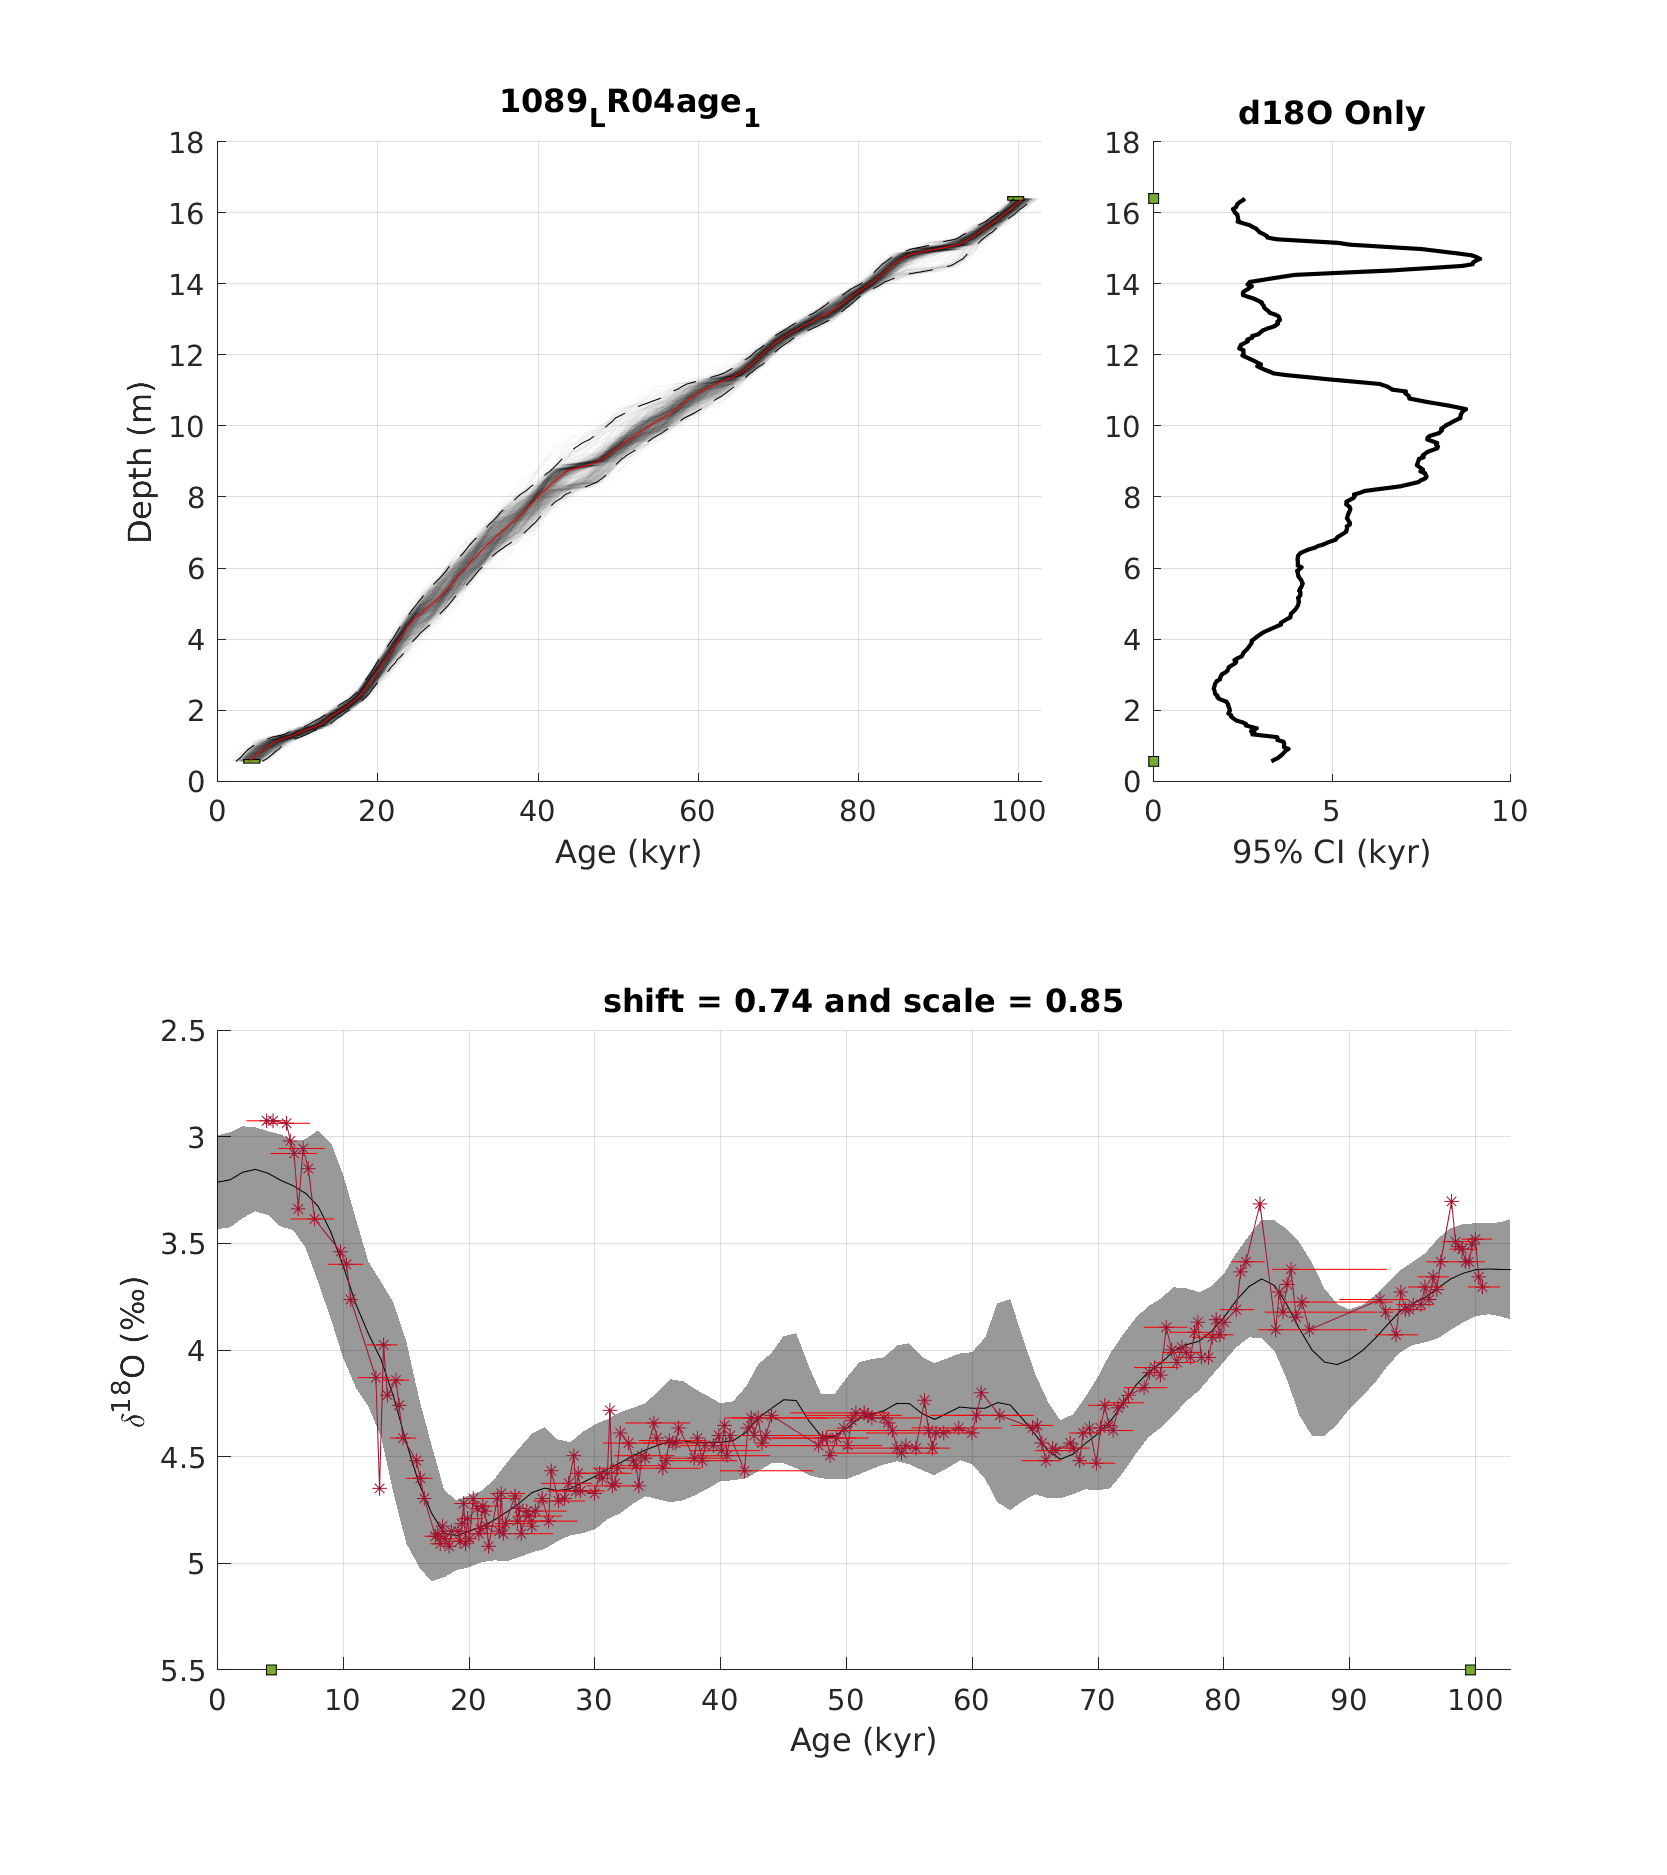 1089_LR04age_1
18
16
14
12
10
8
6
4
2
0
0 20 40 60 80 100
Depth (m)
Age (kyr)
d18O Only
18
16
14
12
10
8
6
4
2
0
0 5 10
95% CI (kyr)
shift = 0.74 and scale = 0.85
2.5
3
3.5
4
4.5
5
5.5
0 10 20 30 40 50 60 70 80 90 100
δ¹⁸O (‰)
Age (kyr)